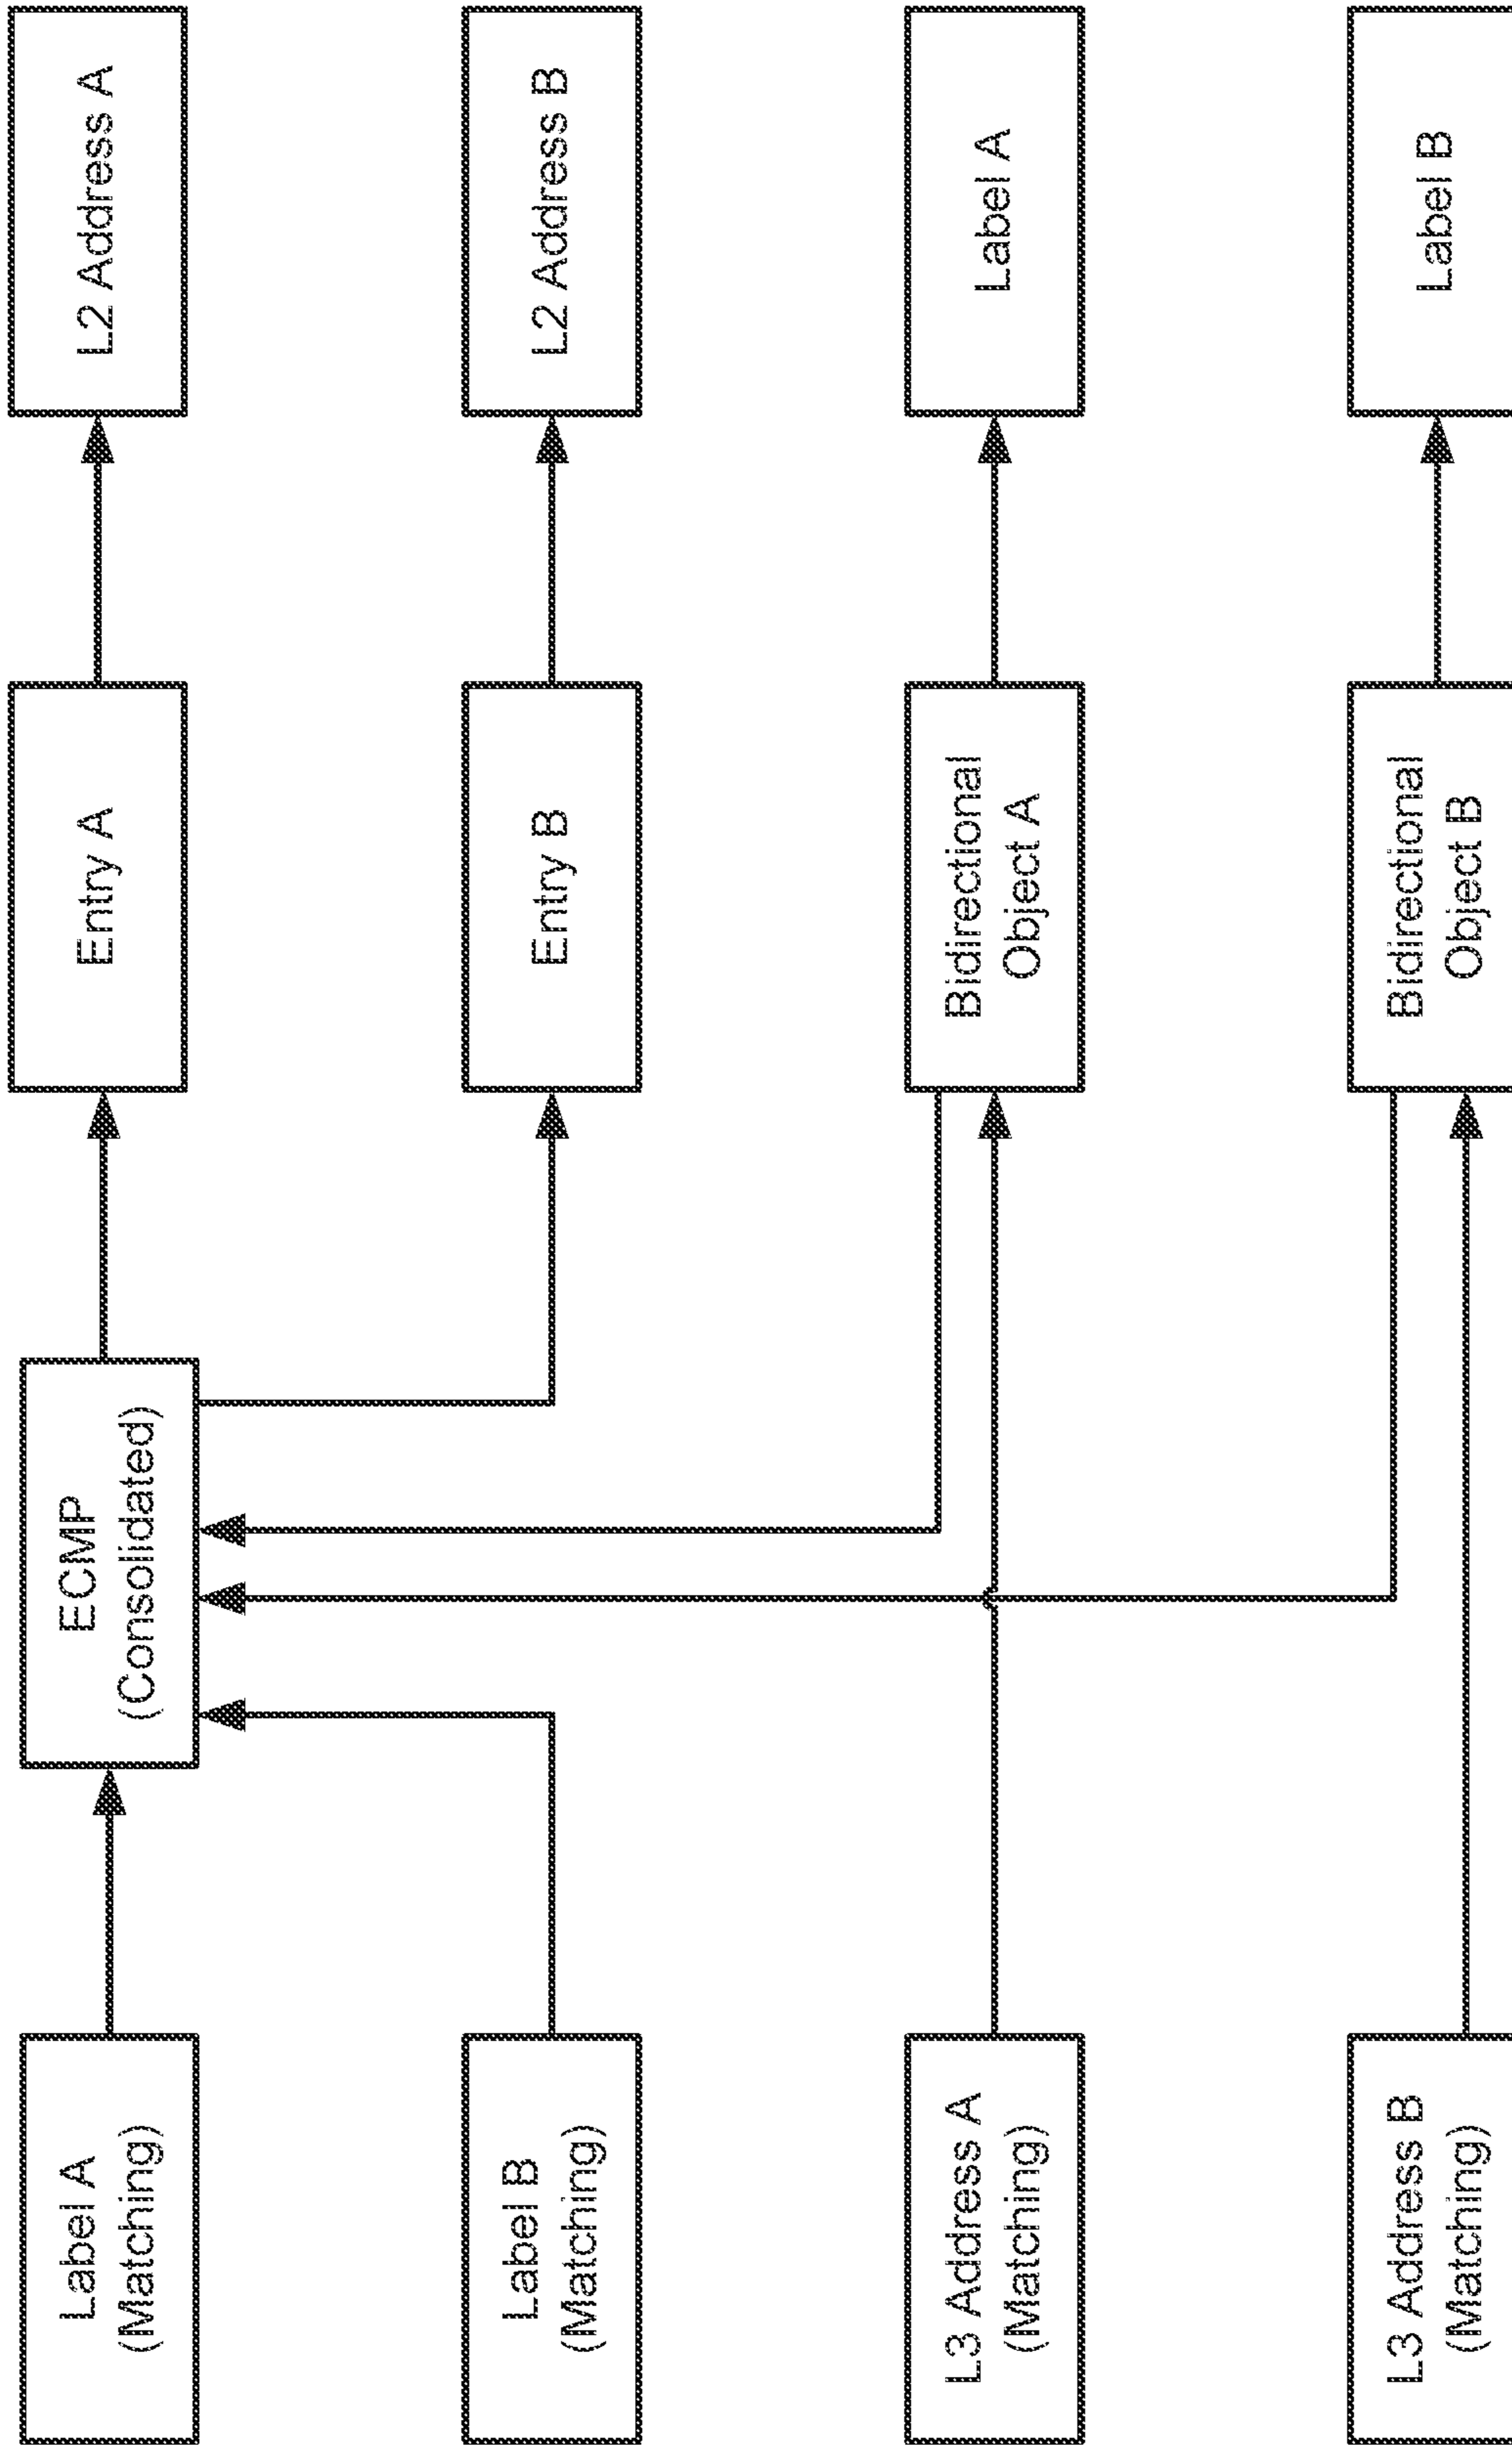 Label A
(Matching)
ECMP
(Consolidated)
Entry A
L2 Address A
Label B
(Matching)
Entry B
L2 Address B
L3 Address A
(Matching)
Bidirectional
Object A
Label A
L3 Address B
(Matching)
Bidirectional
Object B
Label B